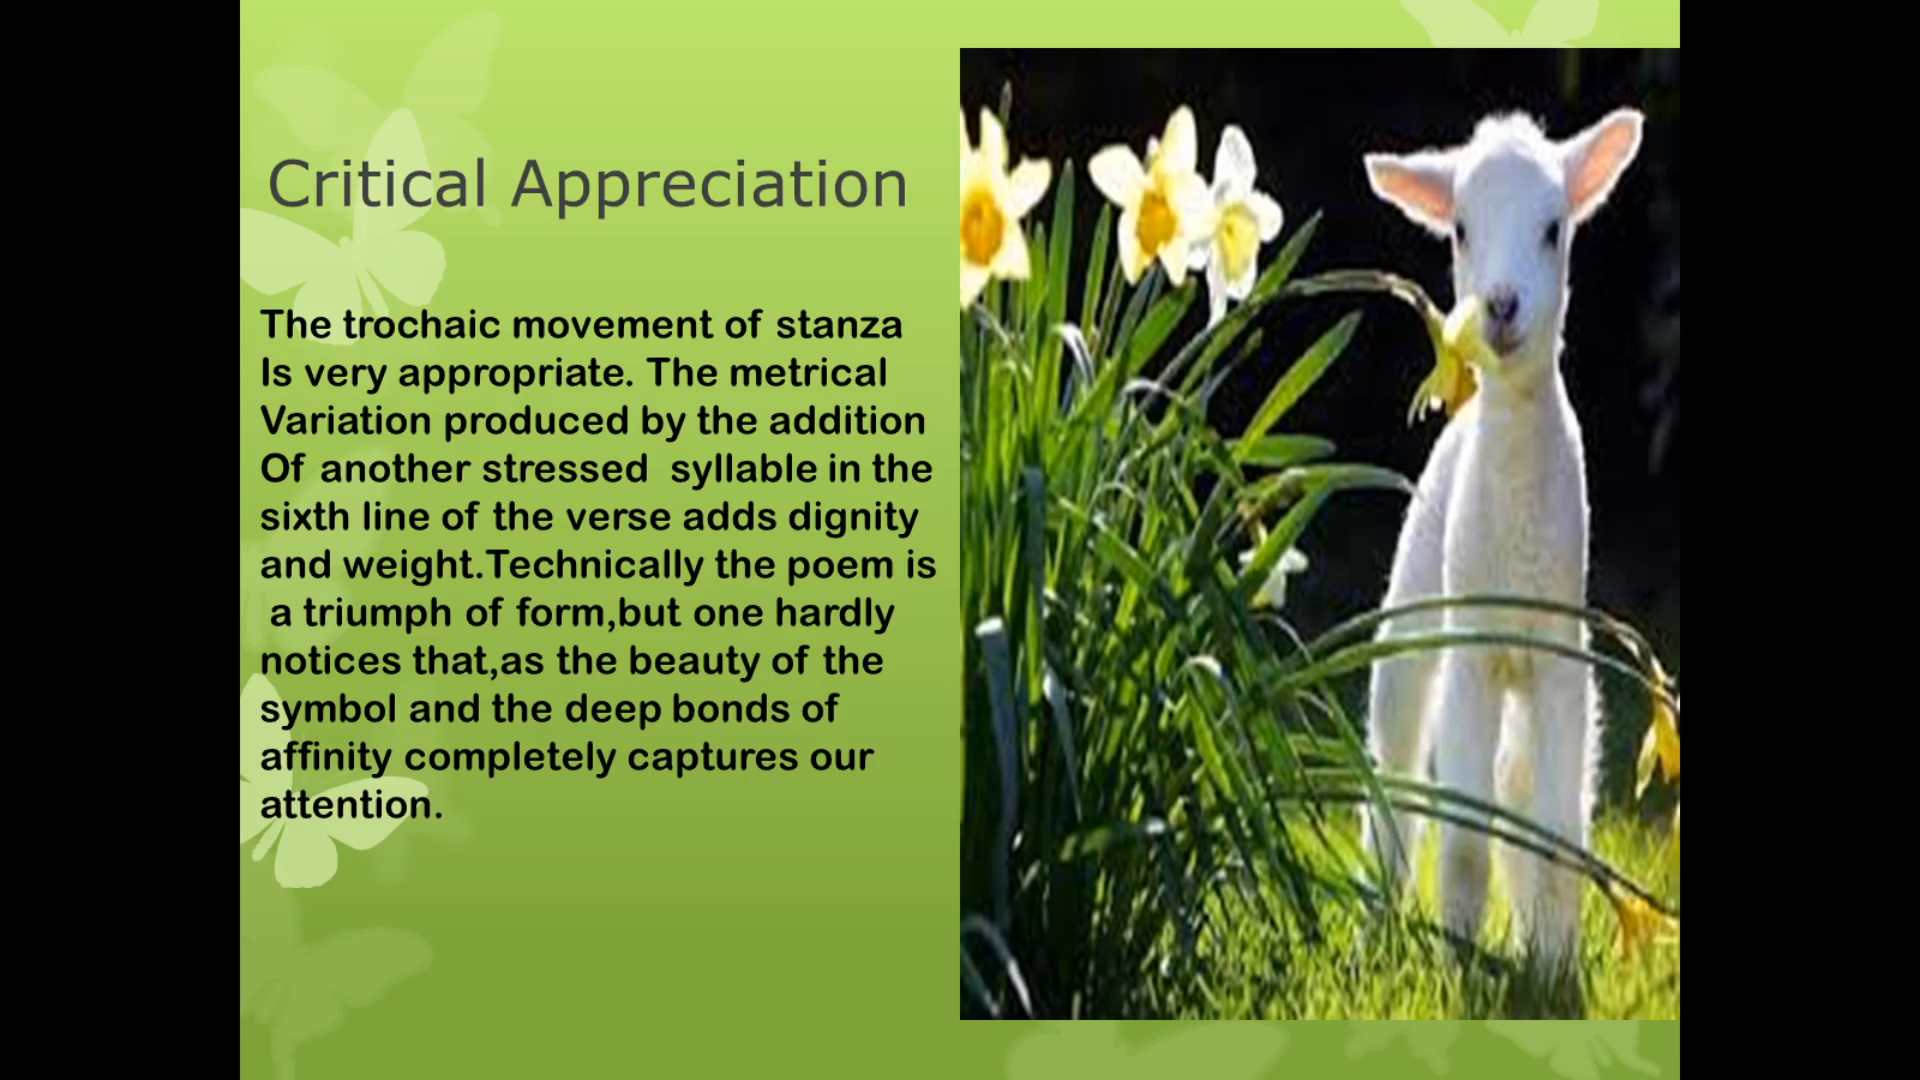 Critical Appreciation
The trochaic movement of stanza
Is very appropriate. The metrical
Variation produced by the addition
Of another stressed  syllable in the
sixth line of the verse adds dignity
and weight.Technically the poem is
a triumph of form,but one hardly
notices that,as the beauty of the
symbol and the deep bonds of
affinity completely captures our
attention.